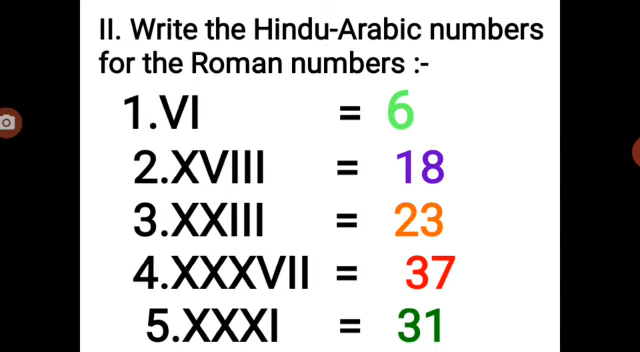 II. Write the Hindu-Arabic numbers
for the Roman numbers :-
1.VI = 6
2.XVIII = 18
3.XXIII = 23
4.XXXVII = 37
5.XXXI = 31